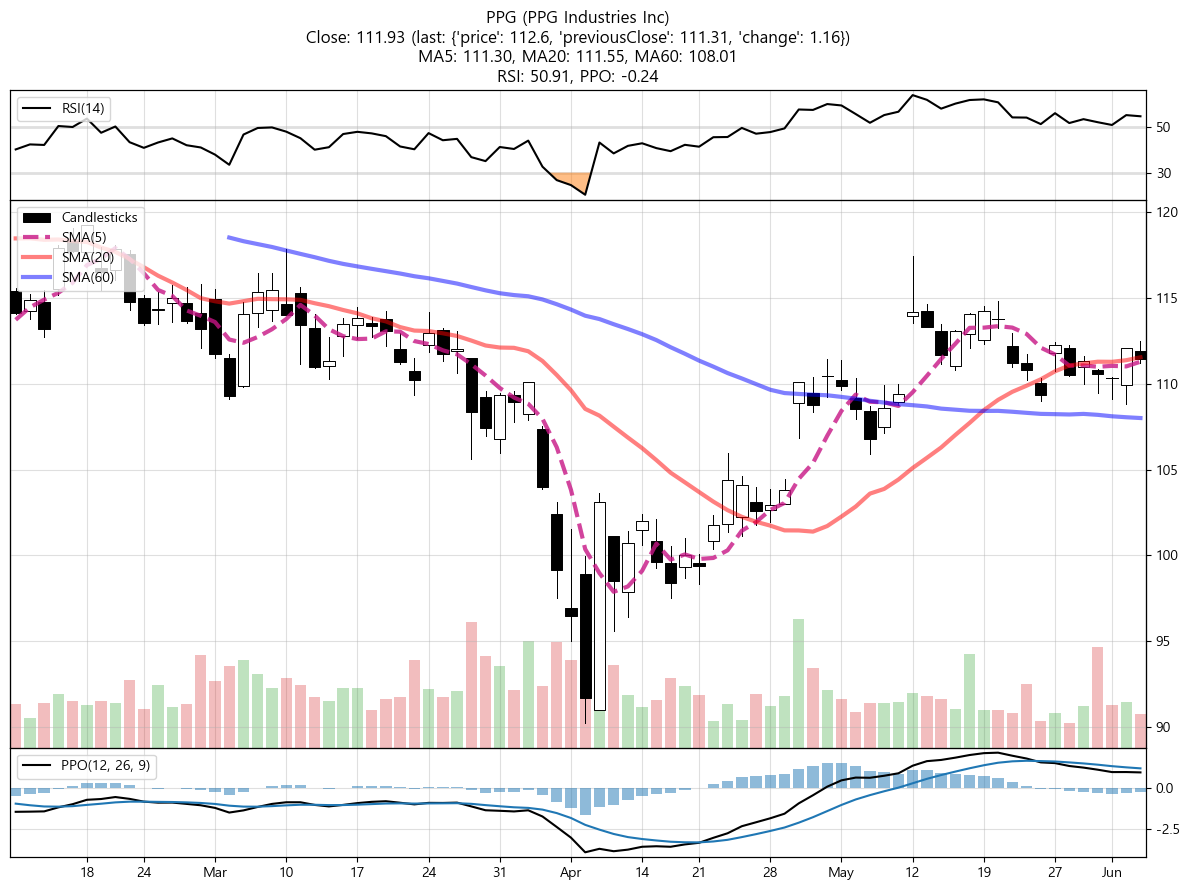 PPG (PPG Industries Inc)
Close: 111.93 (last: {'price': 112.6, 'previousClose': 111.31, 'change': 1.16})
MA5: 111.30, MA20: 111.55, MA60: 108.01
RSI: 50.91, PPO: -0.24
RSI(14)
50
30
Candlesticks
SMA(5)
SMA(20)
SMA(60)
120
115
110
105
100
95
90
PPO(12, 26, 9)
0.0
−2.5
18 24 Mar 10 17 24 Apr 14 21 28 May 12 19 27 Jun